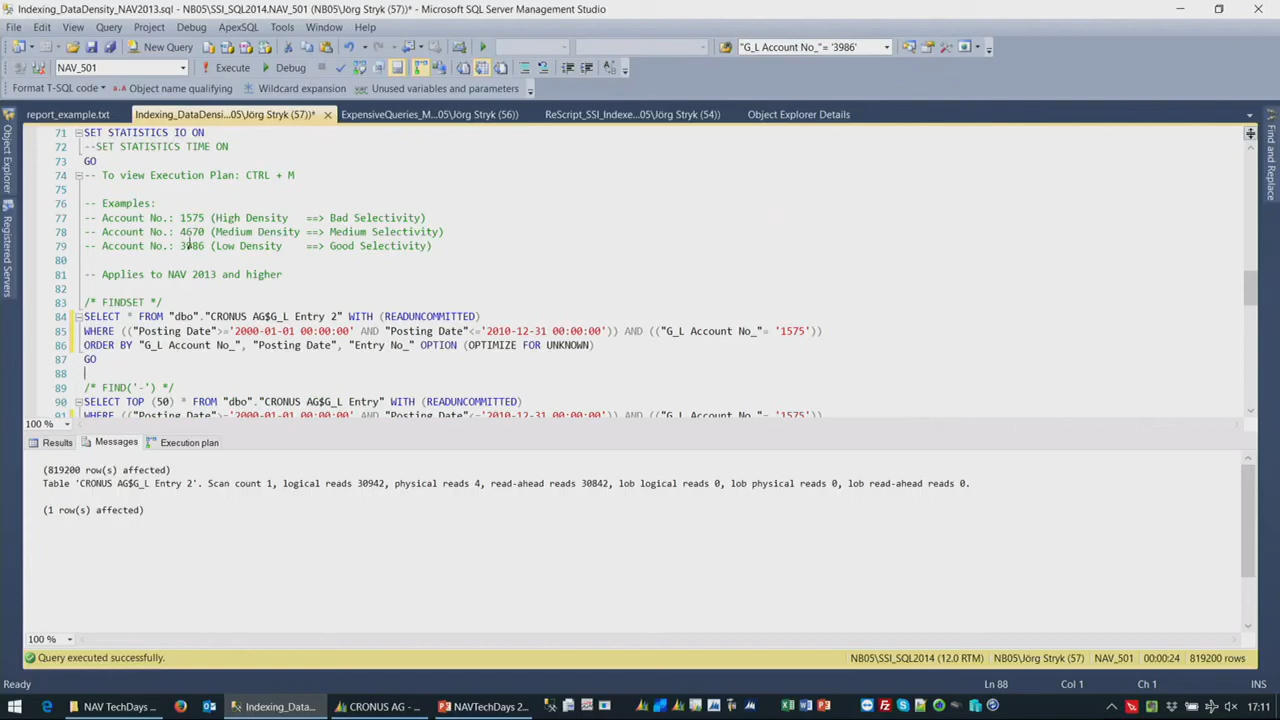 Indexing_DataDensity_NAV2013.sql - NB05\SSI_SQL2014.NAV_501 (NB05\Jörg Stryk (57))* - Microsoft SQL Server Management Studio
File Edit View Query Project Debug ApexSQL Tools Window Help
New Query "G_L Account No_"= '3986'
NAV_501 Execute Debug
Format T-SQL code Object name qualifying Wildcard expansion Unused variables and parameters
report_example.txt Indexing_DataDensi...05\Jörg Stryk (57))* ExpensiveQueries_M...05\Jörg Stryk (56)) ReScript_SSI_Indexe...05\Jörg Stryk (54)) Object Explorer Details
Object Explorer
Registered Servers
Find and Replace
71 SET STATISTICS IO ON
72 --SET STATISTICS TIME ON
73 GO
74 -- To view Execution Plan: CTRL + M
75
76 -- Examples:
77 -- Account No.: 1575 (High Density ==> Bad Selectivity)
78 -- Account No.: 4670 (Medium Density ==> Medium Selectivity)
79 -- Account No.: 3986 (Low Density ==> Good Selectivity)
80
81 -- Applies to NAV 2013 and higher
82
83 /* FINDSET */
84 SELECT * FROM "dbo"."CRONUS AG$G_L Entry 2" WITH (READUNCOMMITTED)
85 WHERE (("Posting Date">='2000-01-01 00:00:00' AND "Posting Date"<='2010-12-31 00:00:00')) AND (("G_L Account No_"= '1575'))
86 ORDER BY "G_L Account No_", "Posting Date", "Entry No_" OPTION (OPTIMIZE FOR UNKNOWN)
87 GO
88
89 /* FIND('-') */
90 SELECT TOP (50) * FROM "dbo"."CRONUS AG$G_L Entry" WITH (READUNCOMMITTED)
91 WHERE (("Posting Date">='2000-01-01 00:00:00' AND "Posting Date"<='2010-12-31 00:00:00')) AND (("G_L Account No_"= '1575'))
100 %
Results Messages Execution plan
(819200 row(s) affected)
Table 'CRONUS AG$G_L Entry 2'. Scan count 1, logical reads 30942, physical reads 4, read-ahead reads 30842, lob logical reads 0, lob physical reads 0, lob read-ahead reads 0.
(1 row(s) affected)
100 %
Query executed successfully. NB05\SSI_SQL2014 (12.0 RTM) NB05\Jörg Stryk (57) NAV_501 00:00:24 819200 rows
Ready Ln 88 Col 1 Ch 1 INS
NAV TechDays ... Indexing_Data... CRONUS AG - ... NAVTechDays 2... 17:11